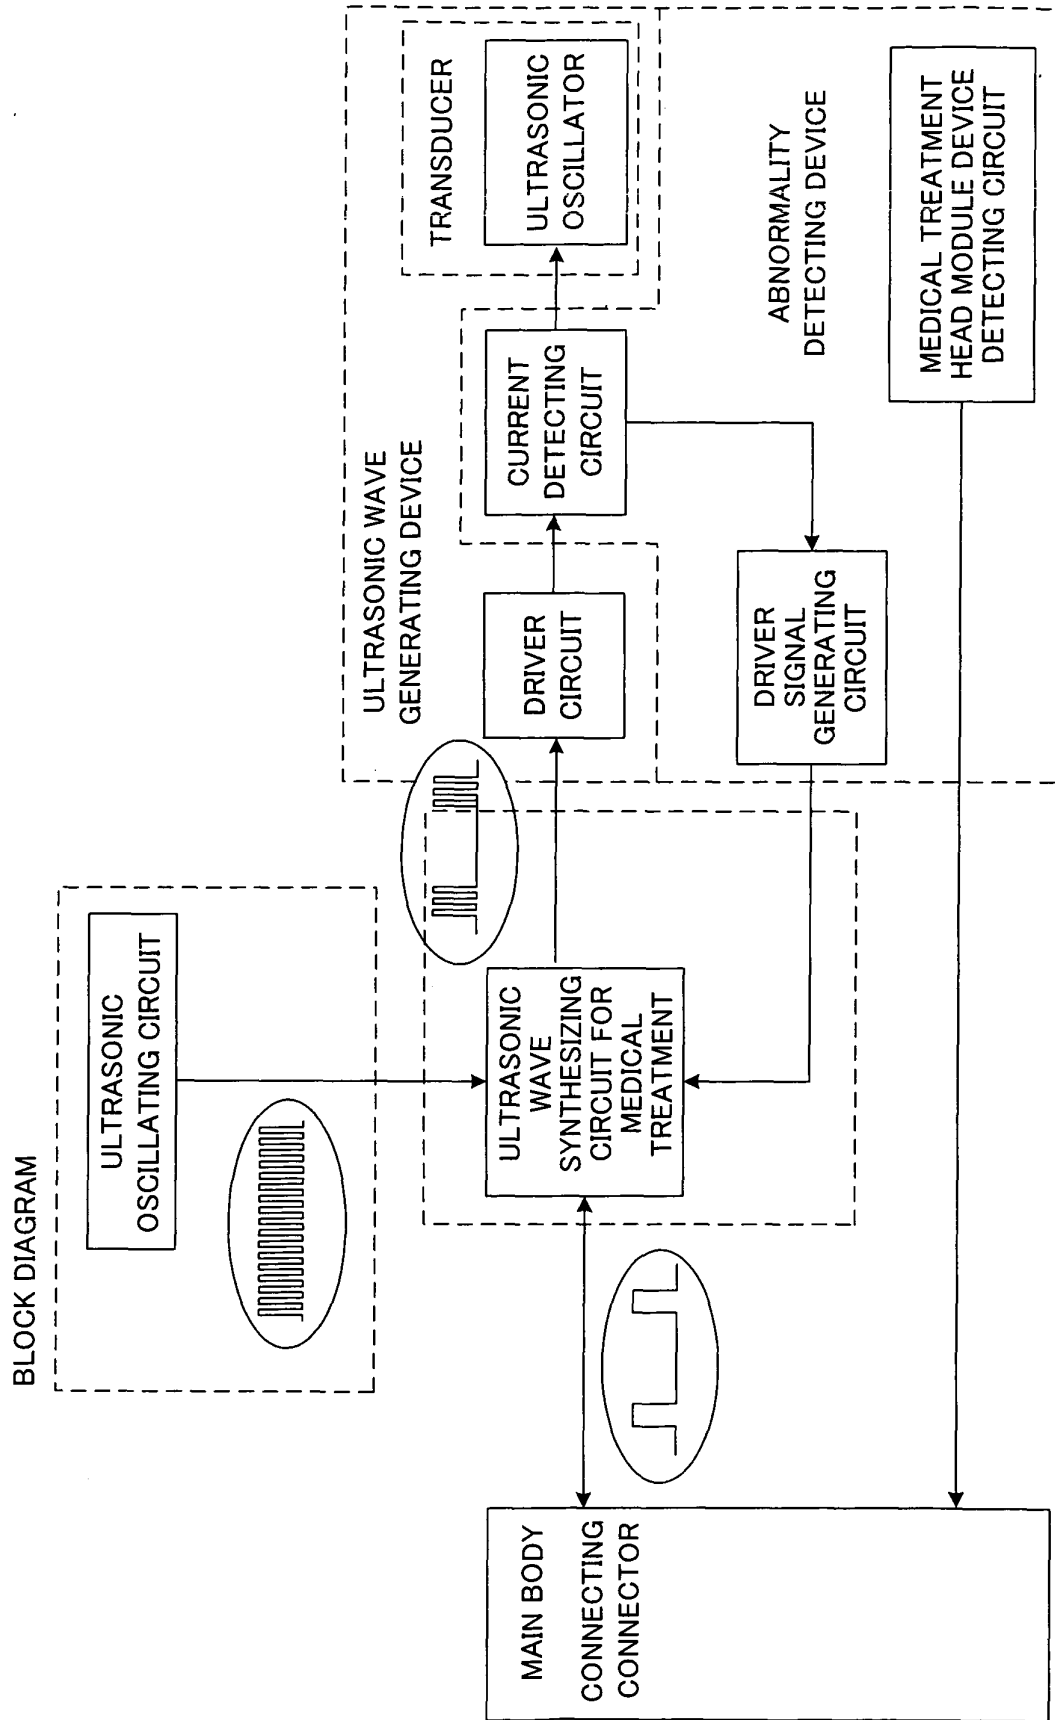 BLOCK DIAGRAM
ULTRASONIC
OSCILLATING CIRCUIT
ULTRASONIC WAVE
GENERATING DEVICE
TRANSDUCER
ULTRASONIC
OSCILLATOR
CURRENT
DETECTING
CIRCUIT
DRIVER
CIRCUIT
ULTRASONIC
WAVE
SYNTHESIZING
CIRCUIT FOR
MEDICAL
TREATMENT
MAIN BODY
CONNECTING
CONNECTOR
DRIVER
SIGNAL
GENERATING
CIRCUIT
ABNORMALITY
DETECTING DEVICE
MEDICAL TREATMENT
HEAD MODULE DEVICE
DETECTING CIRCUIT